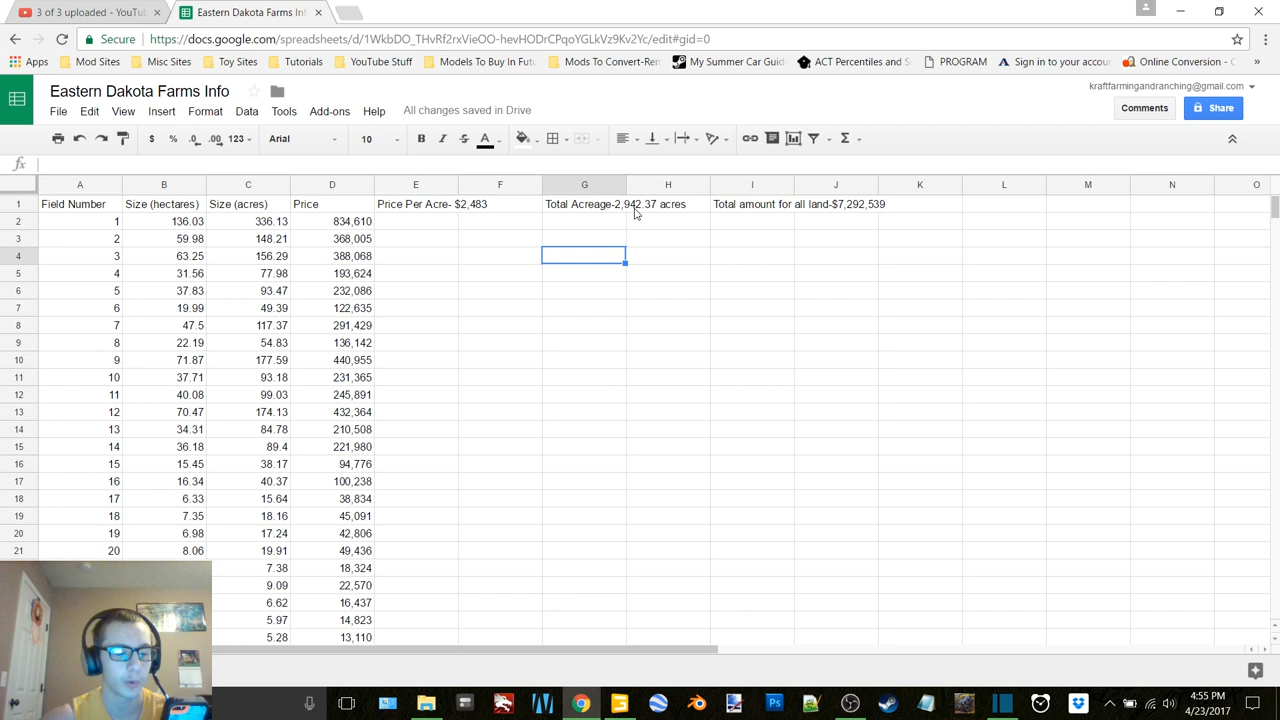 3 of 3 uploaded - YouTu
Eastern Dakota Farms Inf
Secure
https://docs.google.com/spreadsheets/d/1WkbDO_THvRf2rxVieOO-hevHODrCPqoYGLkVz9Kv2Yc/edit#gid=0
Apps Mod Sites Misc Sites Toy Sites Tutorials YouTube Stuff Models To Buy In Futu Mods To Convert-Ren My Summer Car Guide ACT Percentiles and Sc PROGRAM Sign in to your accou Online Conversion - C »
Eastern Dakota Farms Info
kraftfarmingandranching@gmail.com
File Edit View Insert Format Data Tools Add-ons Help All changes saved in Drive
Comments Share
$ % .0 .00 123 Arial 10 B I S A Σ
fx
A B C D E F G H I J K L M N O
1 Field Number Size (hectares) Size (acres) Price Price Per Acre- $2,483 Total Acreage-2,942.37 acres Total amount for all land-$7,292,539
2 1 136.03 336.13 834,610
3 2 59.98 148.21 368,005
4 3 63.25 156.29 388,068
5 4 31.56 77.98 193,624
6 5 37.83 93.47 232,086
7 6 19.99 49.39 122,635
8 7 47.5 117.37 291,429
9 8 22.19 54.83 136,142
10 9 71.87 177.59 440,955
11 10 37.71 93.18 231,365
12 11 40.08 99.03 245,891
13 12 70.47 174.13 432,364
14 13 34.31 84.78 210,508
15 14 36.18 89.4 221,980
16 15 15.45 38.17 94,776
17 16 16.34 40.37 100,238
18 17 6.33 15.64 38,834
19 18 7.35 18.16 45,091
20 19 6.98 17.24 42,806
21 20 8.06 19.91 49,436
7.38 18,324
9.09 22,570
6.62 16,437
5.97 14,823
5.28 13,110
4:55 PM
4/23/2017